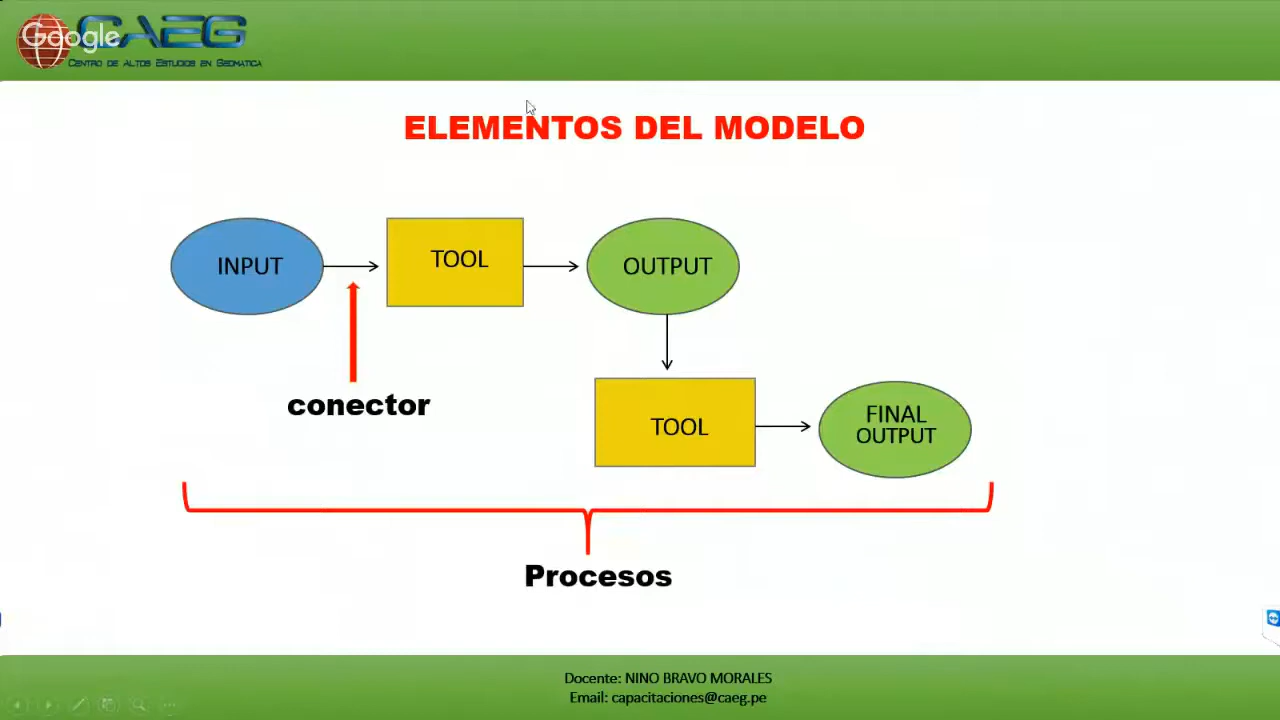 Google
CAEG
CENTRO DE ALTOS ESTUDIOS EN GEOMATICA
ELEMENTOS DEL MODELO
INPUT
TOOL
OUTPUT
conector
TOOL
FINAL
OUTPUT
Procesos
Docente: NINO BRAVO MORALES
Email: capacitaciones@caeg.pe